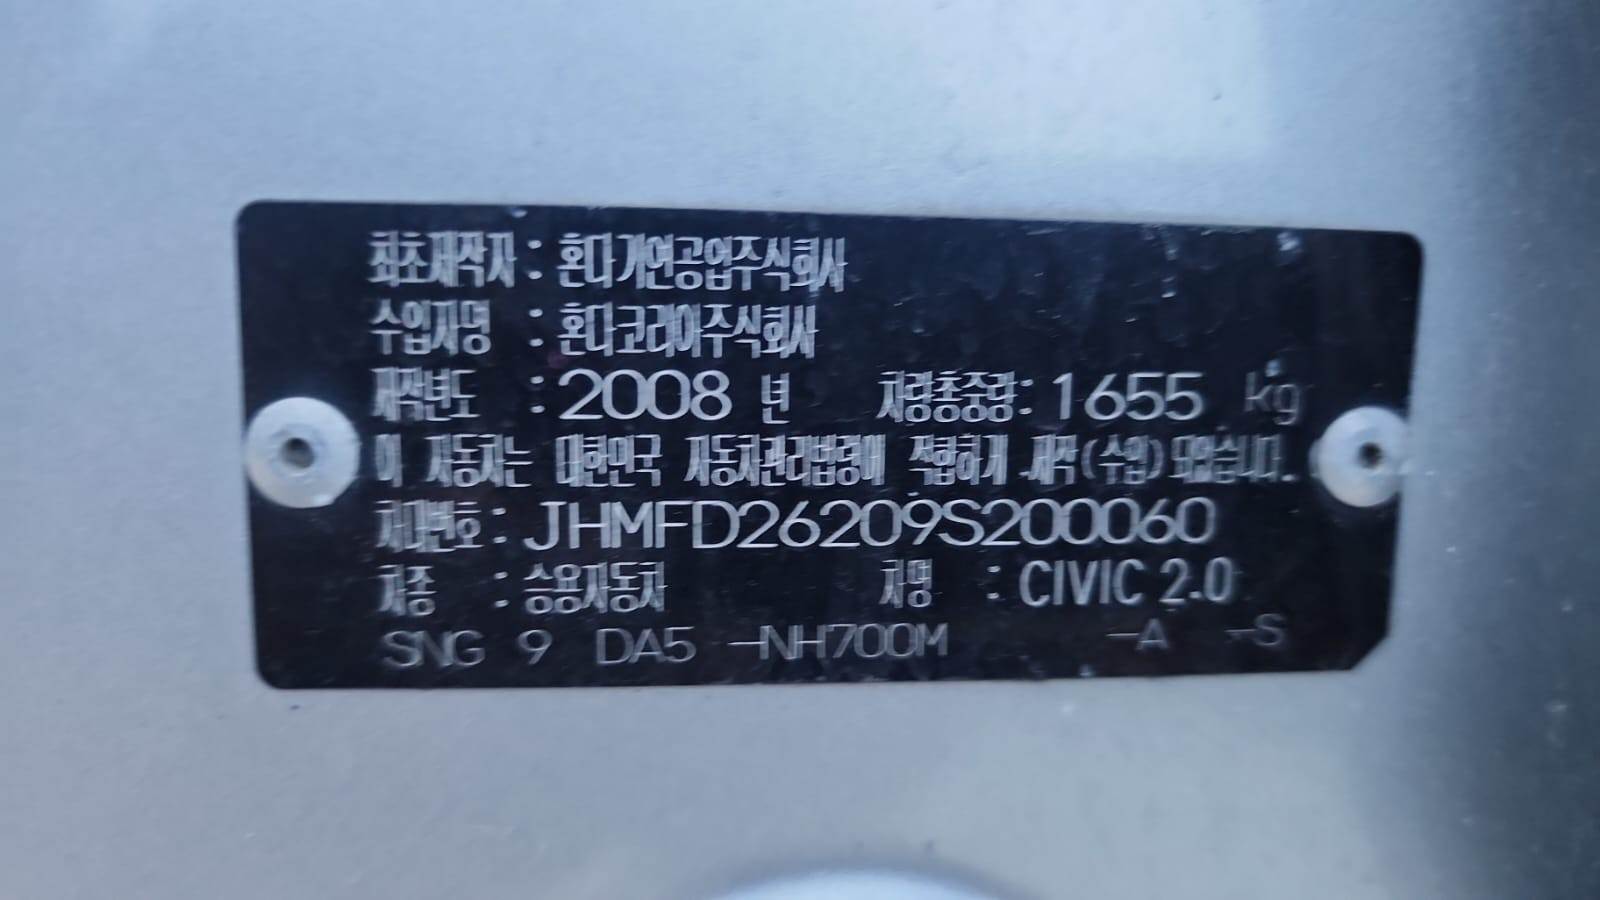 최초제작자 : 혼다기연공업주식회사
수입자명 : 혼다코리아주식회사
제작년도 : 2008 년 차량총중량: 1655 kg
이 자동차는 대한민국 자동차관리법령에 적합하게 제작(수입)되었습니다.
차대번호: JHMFD26209S200060
차종 : 승용자동차 차명 : CIVIC 2.0
SNG 9 DA5 -NH700M -A -S